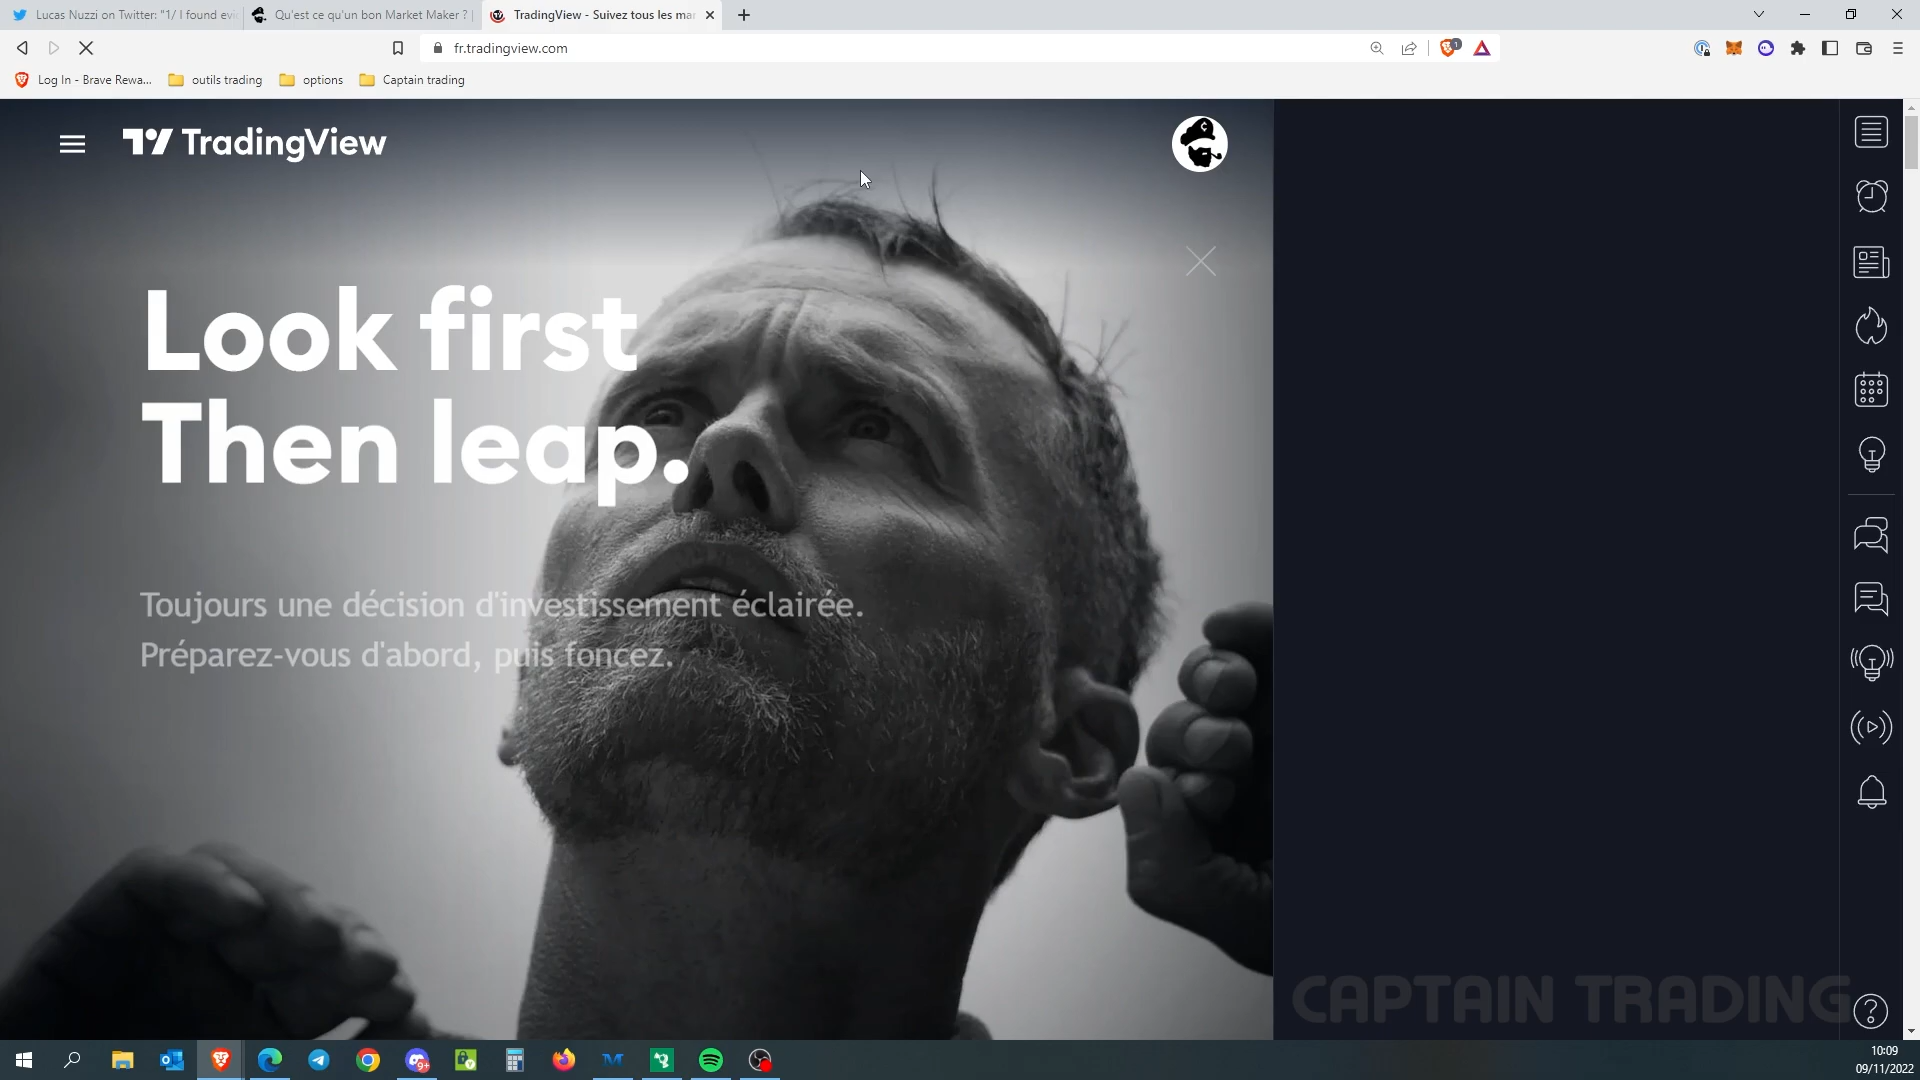 Lucas Nuzzi on Twitter: "1/ I found evi
Qu'est ce qu'un bon Market Maker ? |
TradingView - Suivez tous les mar
fr.tradingview.com
1
Log In - Brave Rewa...
outils trading
options
Captain trading
TradingView
Look first
Then leap.
Toujours une décision d'investissement éclairée.
Préparez-vous d'abord, puis foncez.
CAPTAIN TRADING
9+
10:09
09/11/2022